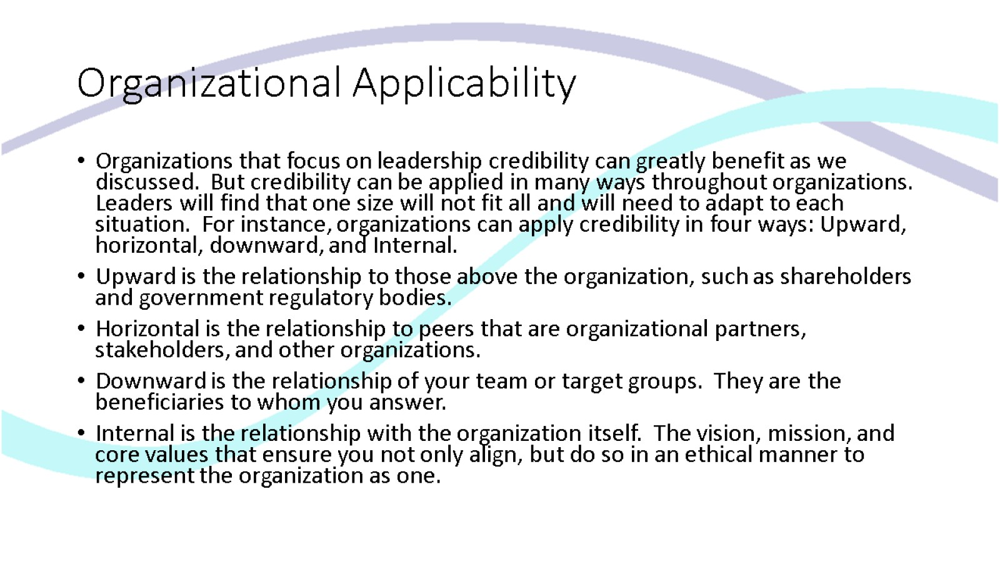 Organizational Applicability
• Organizations that focus on leadership credibility can greatly benefit as we
discussed.  But credibility can be applied in many ways throughout organizations.
Leaders will find that one size will not fit all and will need to adapt to each
situation.  For instance, organizations can apply credibility in four ways: Upward,
horizontal, downward, and Internal.
• Upward is the relationship to those above the organization, such as shareholders
and government regulatory bodies.
• Horizontal is the relationship to peers that are organizational partners,
stakeholders, and other organizations.
• Downward is the relationship of your team or target groups.  They are the
beneficiaries to whom you answer.
• Internal is the relationship with the organization itself.  The vision, mission, and
core values that ensure you not only align, but do so in an ethical manner to
represent the organization as one.